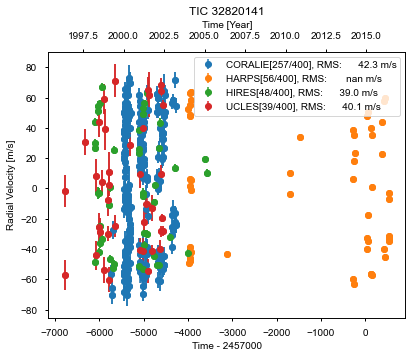 TIC 32820141
Time [Year]
1997.5 2000.0 2002.5 2005.0 2007.5 2010.0 2012.5 2015.0
CORALIE[257/400], RMS: 42.3 m/s
HARPS[56/400], RMS: nan m/s
HIRES[48/400], RMS: 39.0 m/s
UCLES[39/400], RMS: 40.1 m/s
Radial Velocity [m/s]
80
60
40
20
0
−20
−40
−60
−80
−7000 −6000 −5000 −4000 −3000 −2000 −1000 0
Time - 2457000